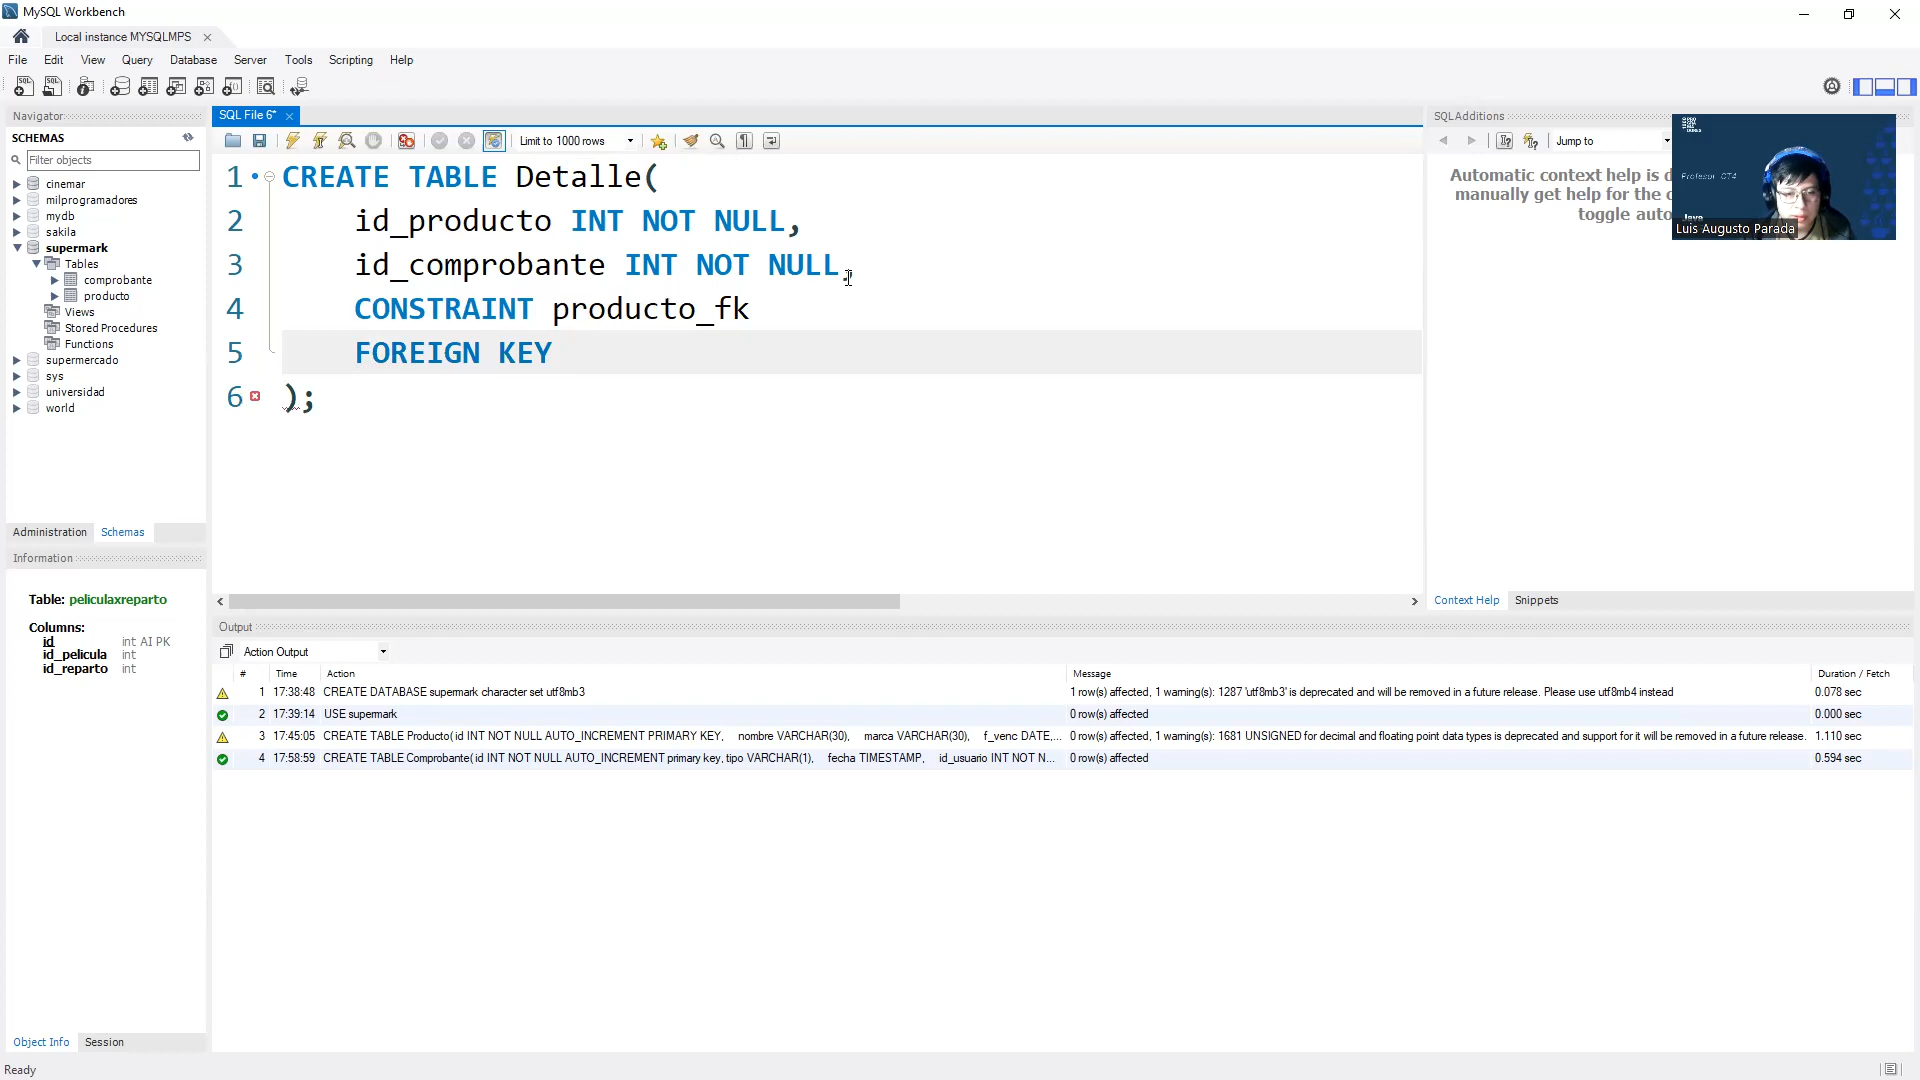 MySQL Workbench
Local instance MYSQLMPS
File Edit View Query Database Server Tools Scripting Help
Navigator
SCHEMAS
Filter objects
cinemar
milprogramadores
mydb
sakila
supermark
Tables
comprobante
producto
Views
Stored Procedures
Functions
supermercado
sys
universidad
world
Administration Schemas
Information
Table: peliculaxreparto
Columns:
id int AI PK
id_pelicula int
id_reparto int
Object Info Session
Ready
SQL File 6*
Limit to 1000 rows
1 CREATE TABLE Detalle(
2 id_producto INT NOT NULL,
3 id_comprobante INT NOT NULL,
4 CONSTRAINT producto_fk
5 FOREIGN KEY
6 );
SQLAdditions
Jump to
Automatic context help is d
manually get help for the c
toggle auto
Profesor CT4
Java
Luis Augusto Parada
Context Help Snippets
Output
Action Output
# Time Action Message Duration / Fetch
1 17:38:48 CREATE DATABASE supermark character set utf8mb3 1 row(s) affected, 1 warning(s): 1287 'utf8mb3' is deprecated and will be removed in a future release. Please use utf8mb4 instead 0.078 sec
2 17:39:14 USE supermark 0 row(s) affected 0.000 sec
3 17:45:05 CREATE TABLE Producto( id INT NOT NULL AUTO_INCREMENT PRIMARY KEY, nombre VARCHAR(30), marca VARCHAR(30), f_venc DATE,... 0 row(s) affected, 1 warning(s): 1681 UNSIGNED for decimal and floating point data types is deprecated and support for it will be removed in a future release. 1.110 sec
4 17:58:59 CREATE TABLE Comprobante( id INT NOT NULL AUTO_INCREMENT primary key, tipo VARCHAR(1), fecha TIMESTAMP, id_usuario INT NOT N... 0 row(s) affected 0.594 sec